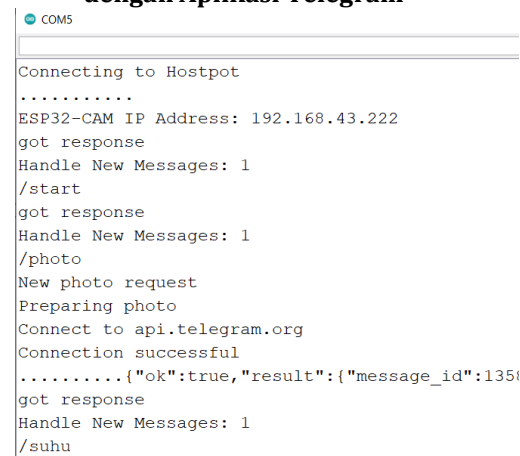 dengan Aplikasi Telegram
COM5
Connecting to Hostpot
...........
ESP32-CAM IP Address: 192.168.43.222
got response
Handle New Messages: 1
/start
got response
Handle New Messages: 1
/photo
New photo request
Preparing photo
Connect to api.telegram.org
Connection successful
..........{"ok":true,"result":{"message_id":1358
got response
Handle New Messages: 1
/suhu